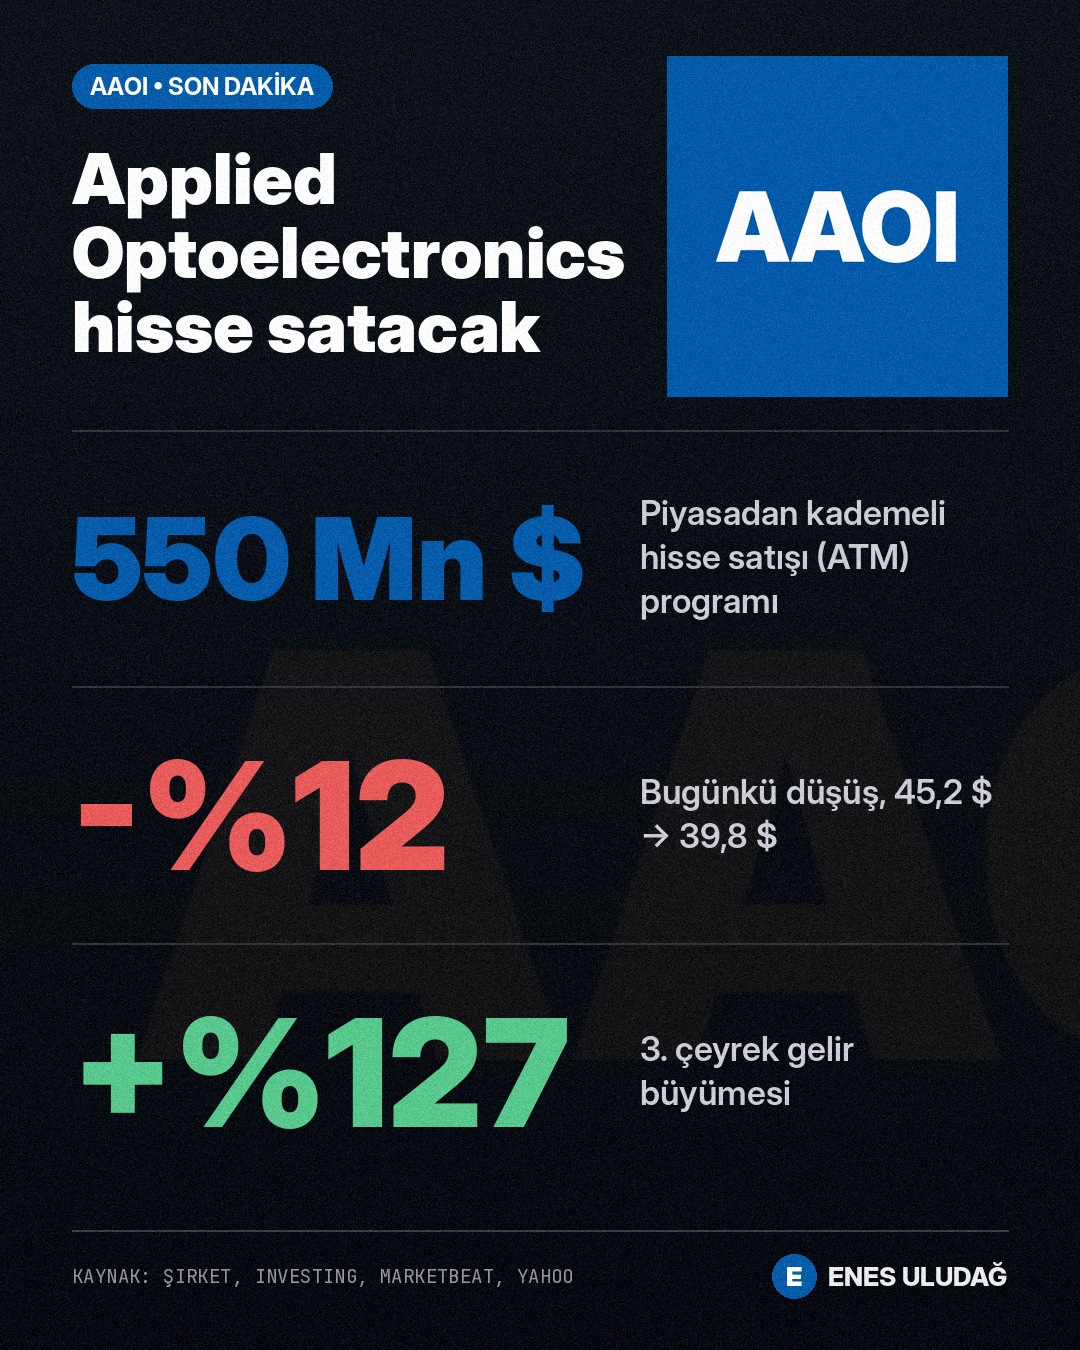 AAOI • SON DAKİKA
Applied
Optoelectronics
hisse satacak
AAOI
550 Mn $
Piyasadan kademeli
hisse satışı (ATM)
programı
-%12
Bugünkü düşüş, 45,2 $
→ 39,8 $
+%127
3. çeyrek gelir
büyümesi
KAYNAK: ŞIRKET, INVESTING, MARKETBEAT, YAHOO
E ENES ULUDAĞ